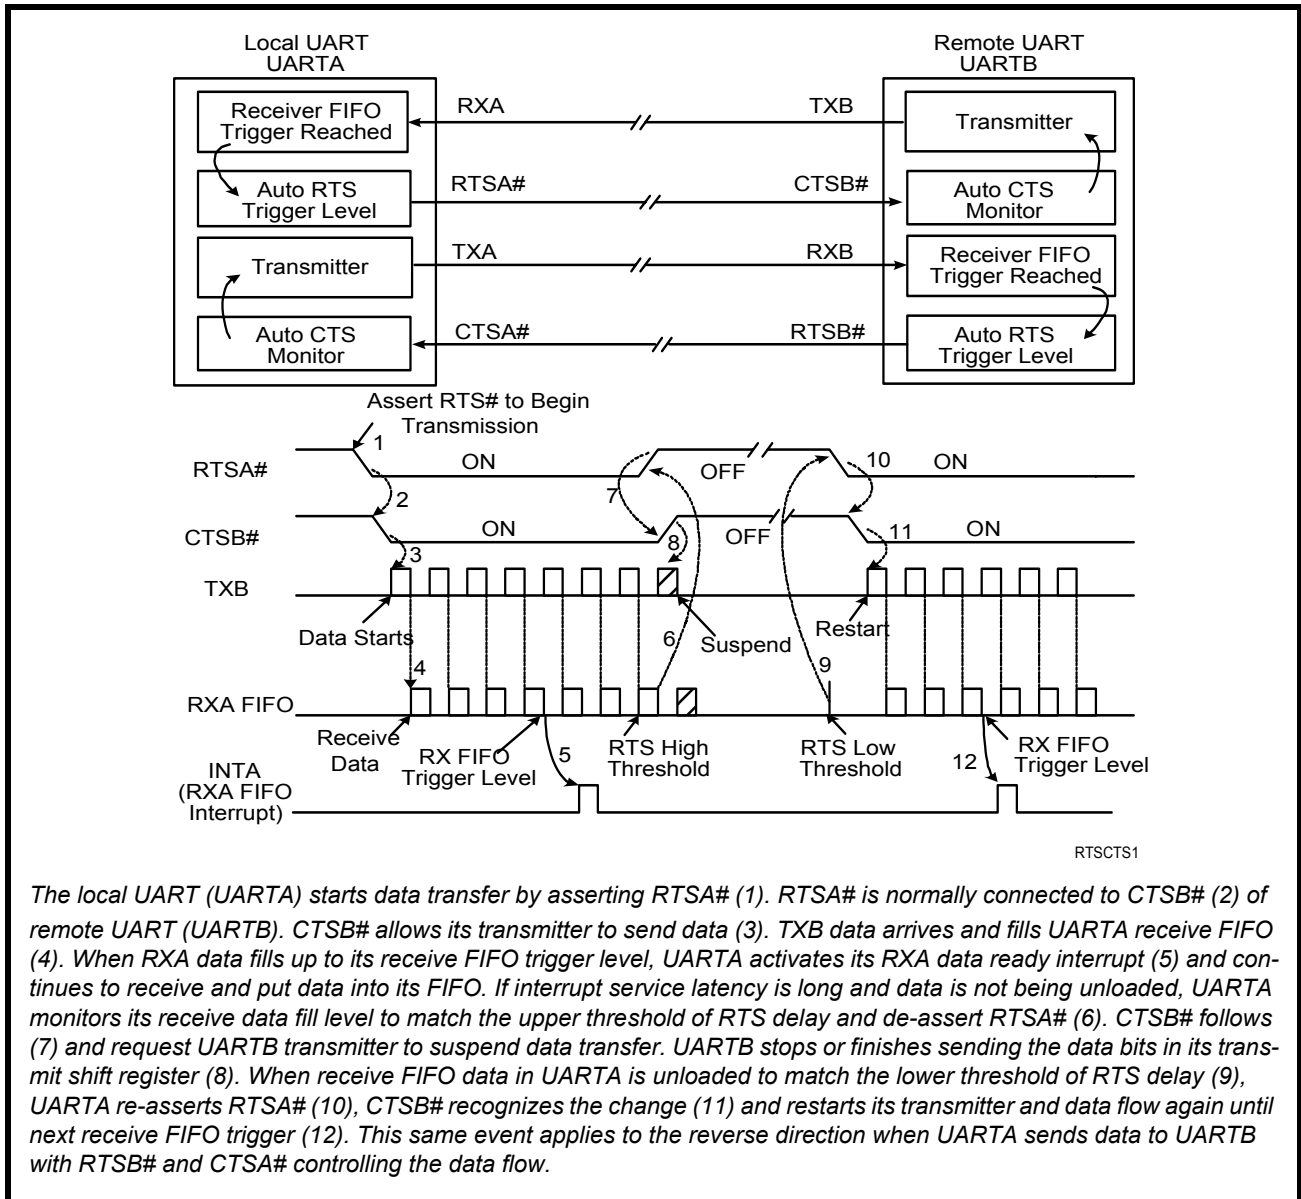 Local UART
UARTA
Remote UART
UARTB
Receiver FIFO
Trigger Reached
RXA
TXB
Transmitter
Auto RTS
Trigger Level
RTSA#
CTSB#
Auto CTS
Monitor
Transmitter
TXA
RXB
Receiver FIFO
Trigger Reached
Auto CTS
Monitor
CTSA#
RTSB#
Auto RTS
Trigger Level
Assert RTS# to Begin
Transmission
1
RTSA#
ON
OFF
10
ON
2
7
CTSB#
ON
8
OFF
11
ON
3
TXB
Data Starts
6
Suspend
Restart
4
9
RXA FIFO
Receive
Data
RX FIFO
Trigger Level
5
RTS High
Threshold
RTS Low
Threshold
12
RX FIFO
Trigger Level
INTA
(RXA FIFO
Interrupt)
RTSCTS1
The local UART (UARTA) starts data transfer by asserting RTSA# (1). RTSA# is normally connected to CTSB# (2) of
remote UART (UARTB). CTSB# allows its transmitter to send data (3). TXB data arrives and fills UARTA receive FIFO
(4). When RXA data fills up to its receive FIFO trigger level, UARTA activates its RXA data ready interrupt (5) and con-
tinues to receive and put data into its FIFO. If interrupt service latency is long and data is not being unloaded, UARTA
monitors its receive data fill level to match the upper threshold of RTS delay and de-assert RTSA# (6). CTSB# follows
(7) and request UARTB transmitter to suspend data transfer. UARTB stops or finishes sending the data bits in its trans-
mit shift register (8). When receive FIFO data in UARTA is unloaded to match the lower threshold of RTS delay (9),
UARTA re-asserts RTSA# (10), CTSB# recognizes the change (11) and restarts its transmitter and data flow again until
next receive FIFO trigger (12). This same event applies to the reverse direction when UARTA sends data to UARTB
with RTSB# and CTSA# controlling the data flow.